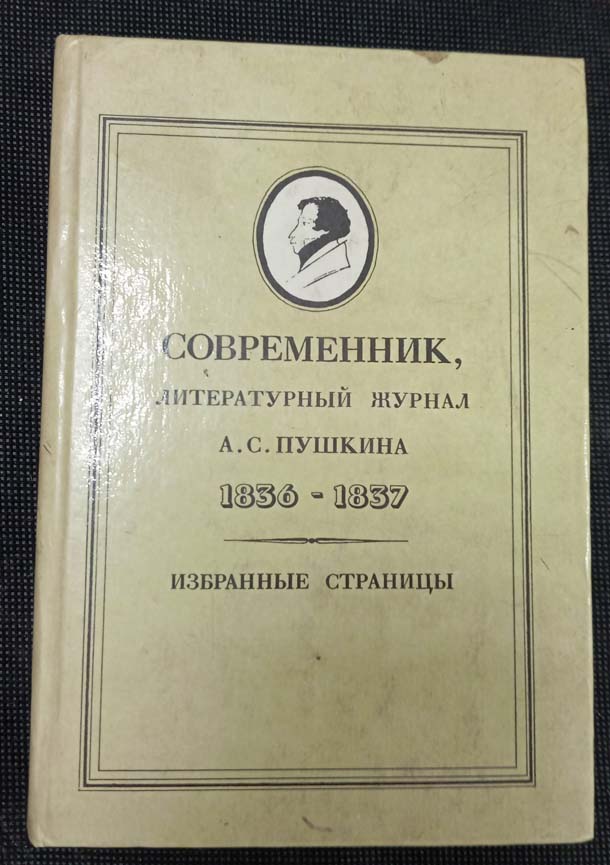 СОВРЕМЕННИК,
ЛИТЕРАТУРНЫЙ ЖУРНАЛ
А.С.ПУШКИНА
1836 - 1837
ИЗБРАННЫЕ СТРАНИЦЫ